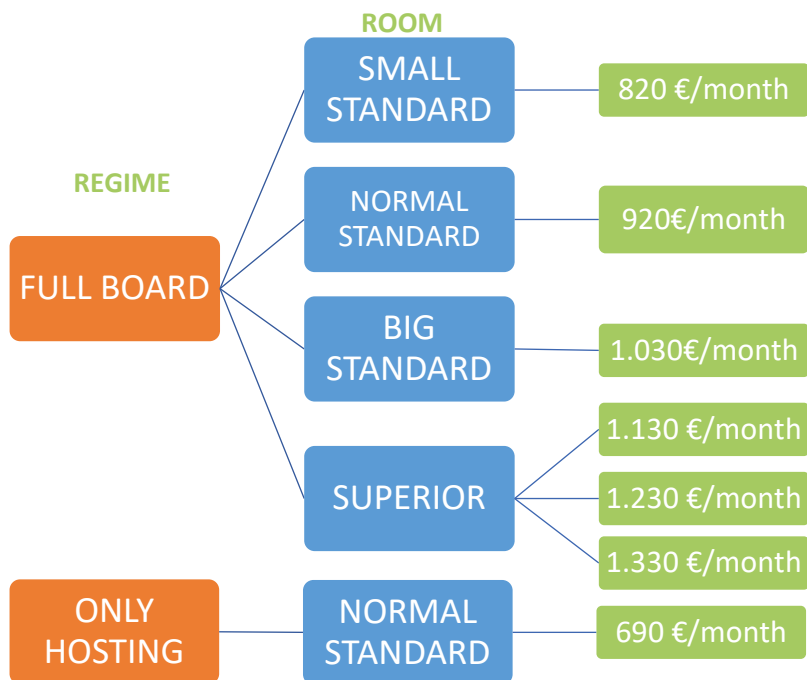 ROOM
SMALL
STANDARD
820 €/month
REGIME
NORMAL
STANDARD
920€/month
FULL BOARD
BIG
STANDARD
1.030€/month
SUPERIOR
1.130 €/month
1.230 €/month
1.330 €/month
ONLY
HOSTING
NORMAL
STANDARD
690 €/month